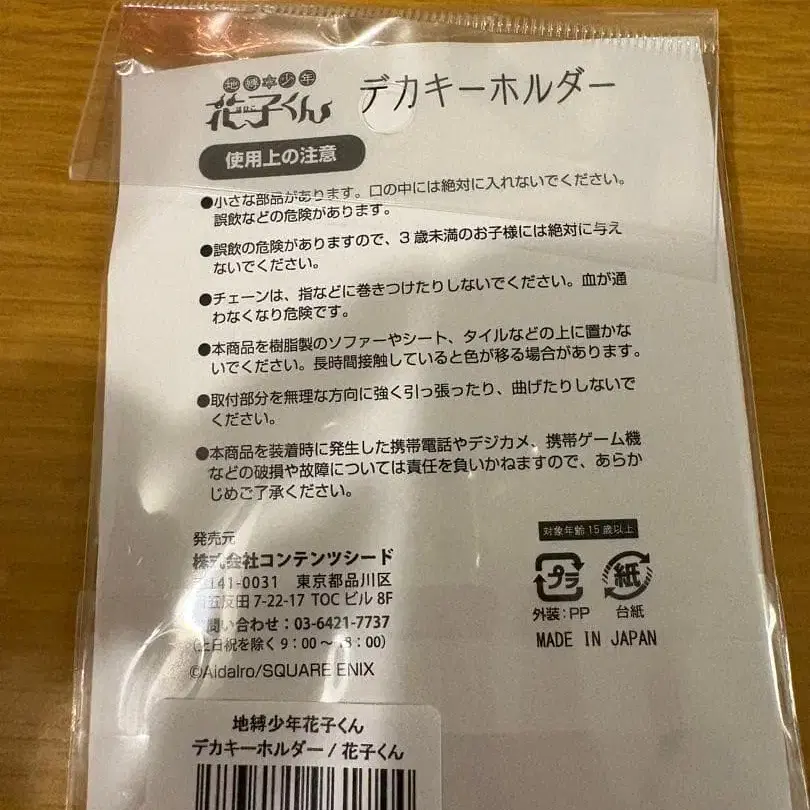 地縛少年
花子くん
デカキーホルダー
使用上の注意
●小さな部品があります。口の中には絶対に入れないでください。
誤飲などの危険があります。
●誤飲の危険がありますので、3歳未満のお子様には絶対に与え
ないでください。
●チェーンは、指などに巻きつけたりしないでください。血が通
わなくなり危険です。
●本商品を樹脂製のソファーやシート、タイルなどの上に置かな
いでください。長時間接触していると色が移る場合があります。
●取付部分を無理な方向に強く引っ張ったり、曲げたりしないで
ください。
●本商品を装着時に発生した携帯電話やデジカメ、携帯ゲーム機
などの破損や故障については責任を負いかねますので、あらか
じめご了承ください。
発売元
株式会社コンテンツシード
〒141-0031 東京都品川区
五反田 7-22-17 TOC ビル 8F
問い合わせ：03-6421-7737
(土日祝を除く 9：00～18：00)
©AidaIro/SQUARE ENIX
対象年齢15歳以上
プラ
紙
外装：PP
台紙
MADE IN JAPAN
地縛少年花子くん
デカキーホルダー / 花子くん